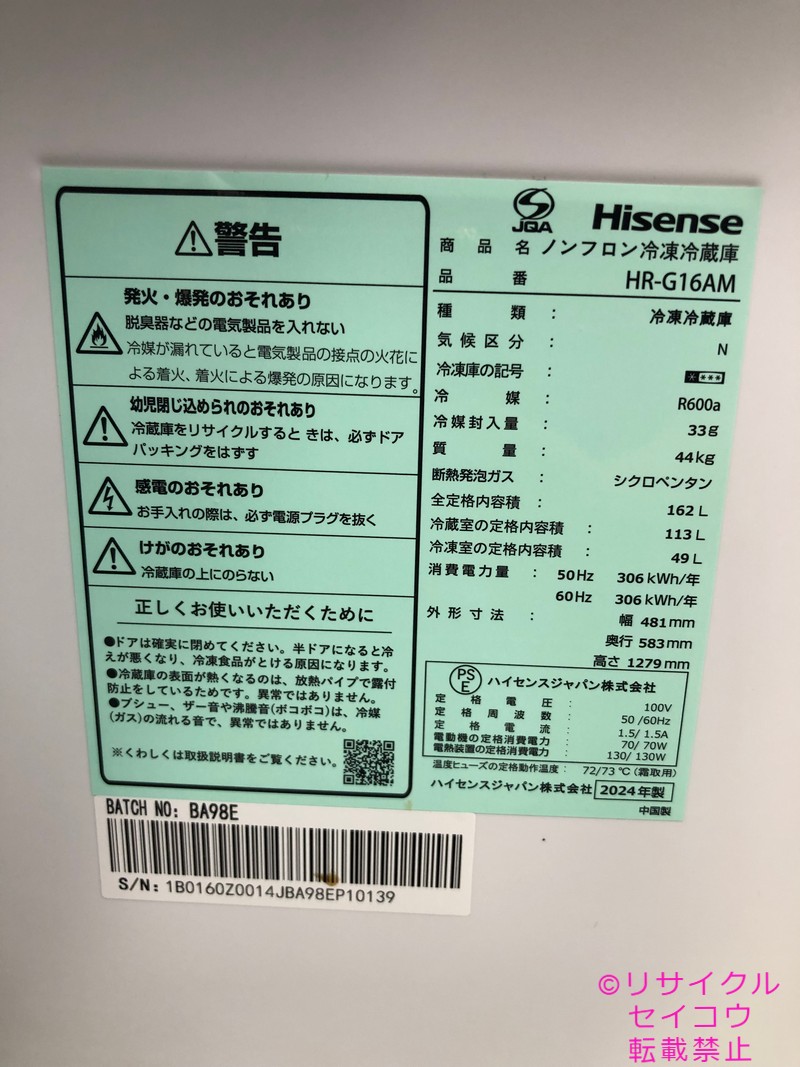 ⚠警告
発火・爆発のおそれあり
脱臭器などの電気製品を入れない
冷媒が漏れていると電気製品の接点の火花に
よる着火、着火による爆発の原因になります。
幼児閉じ込められのおそれあり
冷蔵庫をリサイクルするときは、必ずドア
パッキングをはずす
感電のおそれあり
お手入れの際は、必ず電源プラグを抜く
けがのおそれあり
冷蔵庫の上にのらない
正しくお使いいただくために
●ドアは確実に閉めてください。半ドアになると冷
えが悪くなり、冷凍食品がとける原因になります。
●冷蔵庫の表面が熱くなるのは、放熱パイプで露付
防止をしているためです。異常ではありません。
●ブシュー、ザー音や沸騰音(ポコポコ)は、冷媒
(ガス)の流れる音で、異常ではありません。
※くわしくは取扱説明書をご覧ください。
JQA Hisense
商品名 ノンフロン冷凍冷蔵庫
品番 HR-G16AM
種類: 冷凍冷蔵庫
気候区分: N
冷凍庫の記号: ****
冷媒: R600a
冷媒封入量: 33g
質量: 44kg
断熱発泡ガス: シクロペンタン
全定格内容積: 162L
冷蔵室の定格内容積: 113L
冷凍室の定格内容積: 49L
消費電力量: 50Hz 306kWh/年
60Hz 306kWh/年
外形寸法: 幅 481mm
奥行 583mm
高さ 1279mm
PSE ハイセンスジャパン株式会社
定格電圧: 100V
定格周波数: 50/60Hz
定格電流: 1.5/ 1.5A
電動機の定格消費電力: 70/ 70W
電熱装置の定格消費電力: 130/ 130W
温度ヒューズの定格動作温度: 72/73℃(霜取用)
ハイセンスジャパン株式会社 2024年製
中国製
BATCH NO: BA98E
S/N: 1B0160Z0014JBA98EP10139
©リサイクル
セイコウ
転載禁止